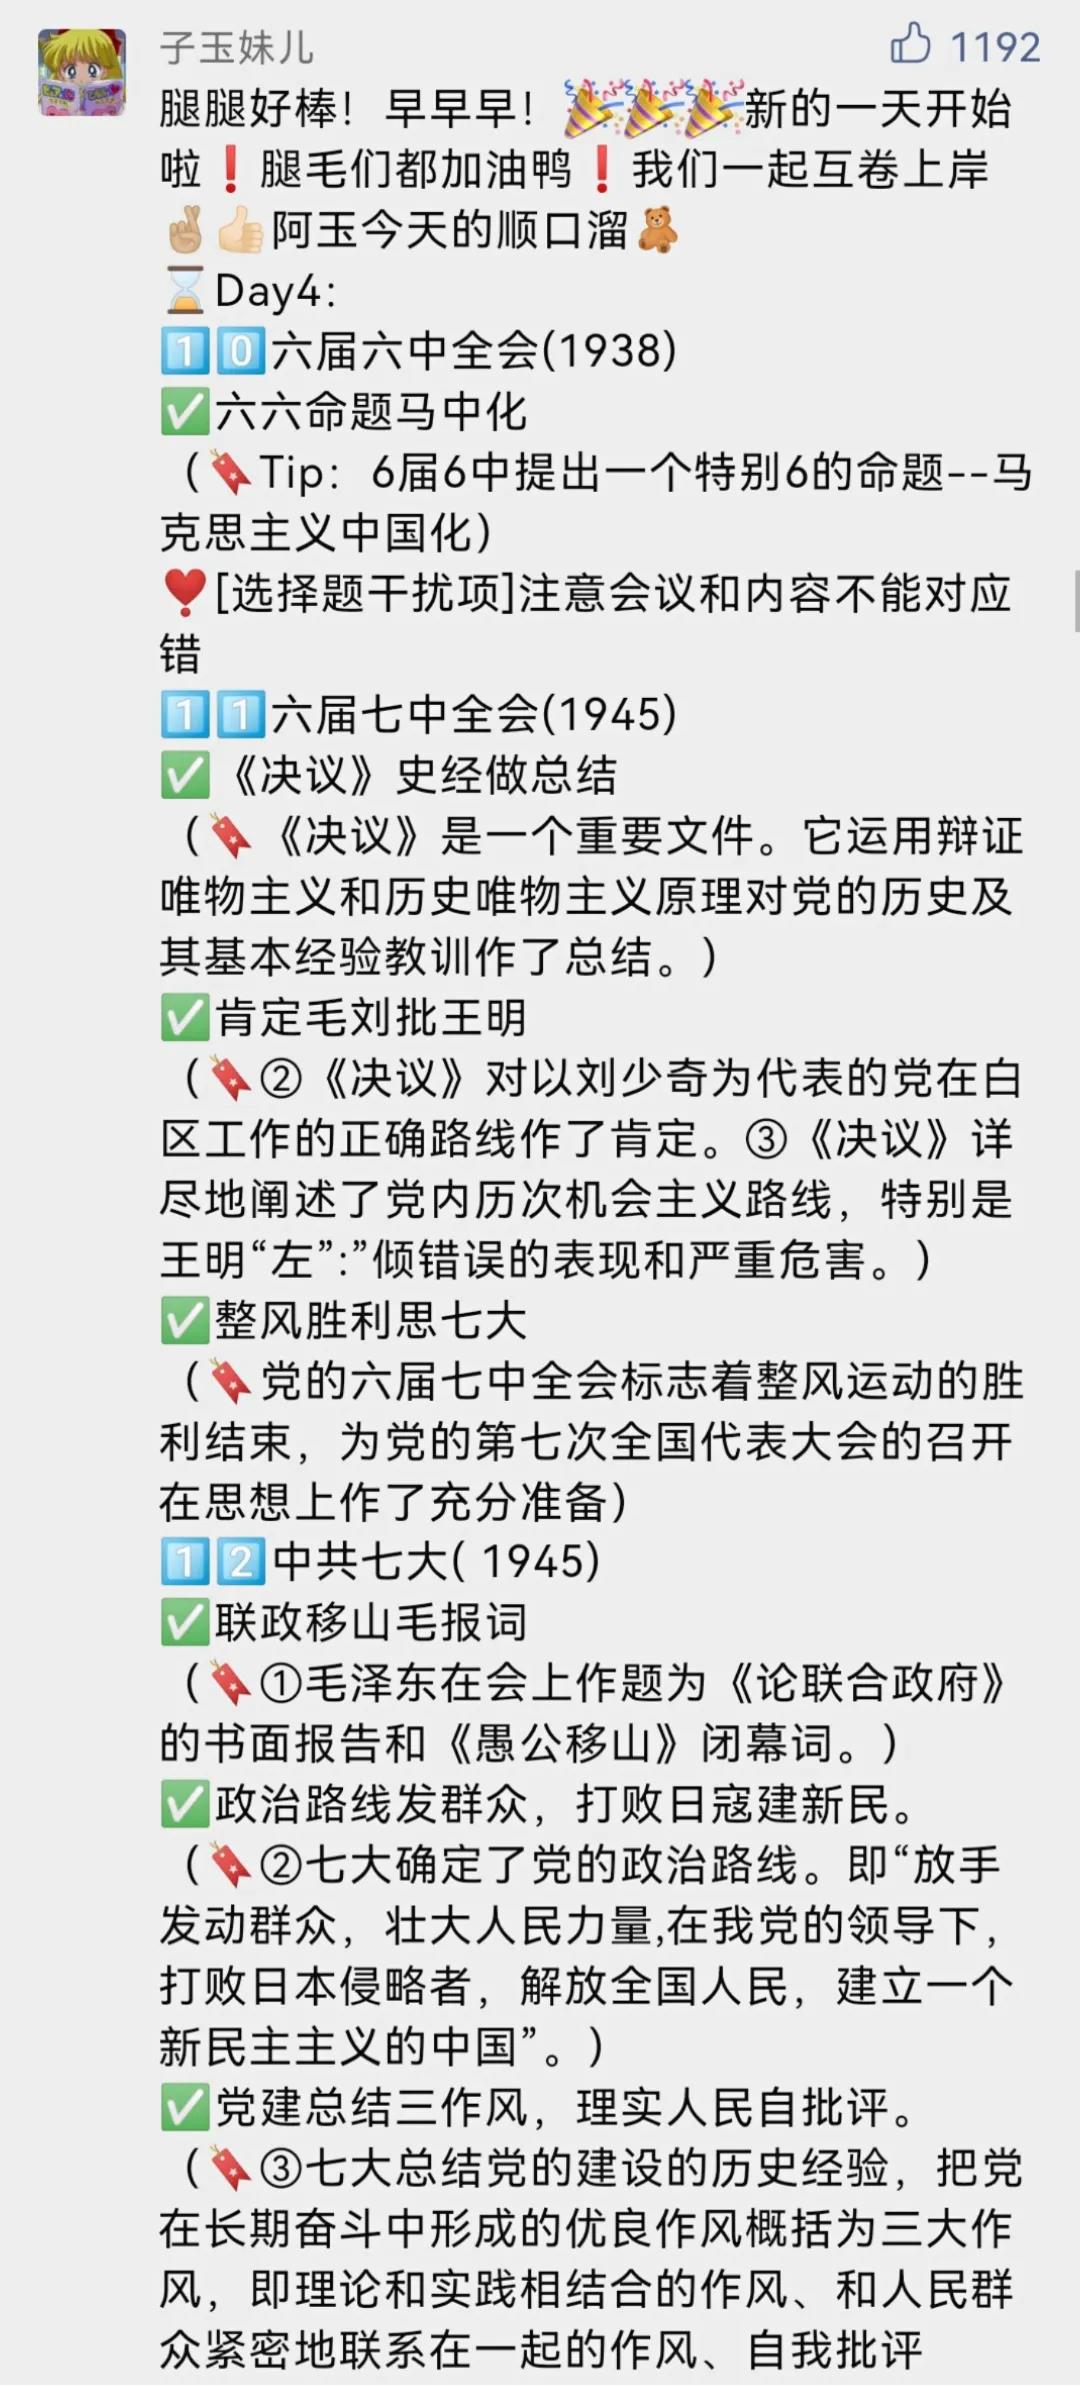 子玉妹儿 1192
腿腿好棒！早早早！🎉🎉🎉新的一天开始
啦❗腿毛们都加油鸭❗我们一起互卷上岸
🤞🏼👍🏻阿玉今天的顺口溜🧸
⏳Day4:
1️⃣0️⃣六届六中全会(1938)
✅六六命题马中化
（🔖Tip：6届6中提出一个特别6的命题--马
克思主义中国化）
❣️[选择题干扰项]注意会议和内容不能对应
错
1️⃣1️⃣六届七中全会(1945)
✅《决议》史经做总结
（🔖《决议》是一个重要文件。它运用辩证
唯物主义和历史唯物主义原理对党的历史及
其基本经验教训作了总结。）
✅肯定毛刘批王明
（🔖②《决议》对以刘少奇为代表的党在白
区工作的正确路线作了肯定。③《决议》详
尽地阐述了党内历次机会主义路线，特别是
王明“左”:”倾错误的表现和严重危害。）
✅整风胜利思七大
（🔖党的六届七中全会标志着整风运动的胜
利结束，为党的第七次全国代表大会的召开
在思想上作了充分准备）
1️⃣2️⃣中共七大( 1945)
✅联政移山毛报词
（🔖①毛泽东在会上作题为《论联合政府》
的书面报告和《愚公移山》闭幕词。）
✅政治路线发群众，打败日寇建新民。
（🔖②七大确定了党的政治路线。即“放手
发动群众，壮大人民力量,在我党的领导下，
打败日本侵略者，解放全国人民，建立一个
新民主主义的中国”。）
✅党建总结三作风，理实人民自批评。
（🔖③七大总结党的建设的历史经验，把党
在长期奋斗中形成的优良作风概括为三大作
风，即理论和实践相结合的作风、和人民群
众紧密地联系在一起的作风、自我批评